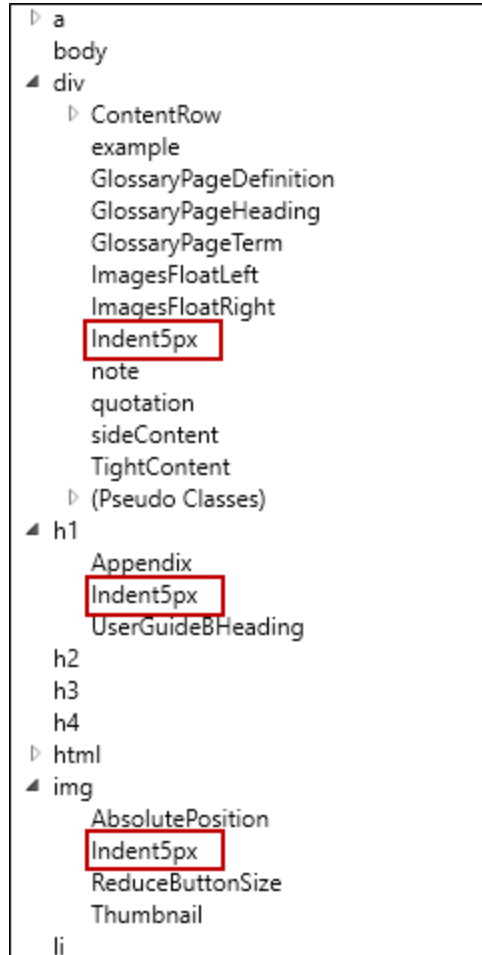 a
body
div
ContentRow
example
GlossaryPageDefinition
GlossaryPageHeading
GlossaryPageTerm
ImagesFloatLeft
ImagesFloatRight
Indent5px
note
quotation
sideContent
TightContent
(Pseudo Classes)
h1
Appendix
Indent5px
UserGuideBHeading
h2
h3
h4
html
img
AbsolutePosition
Indent5px
ReduceButtonSize
Thumbnail
li